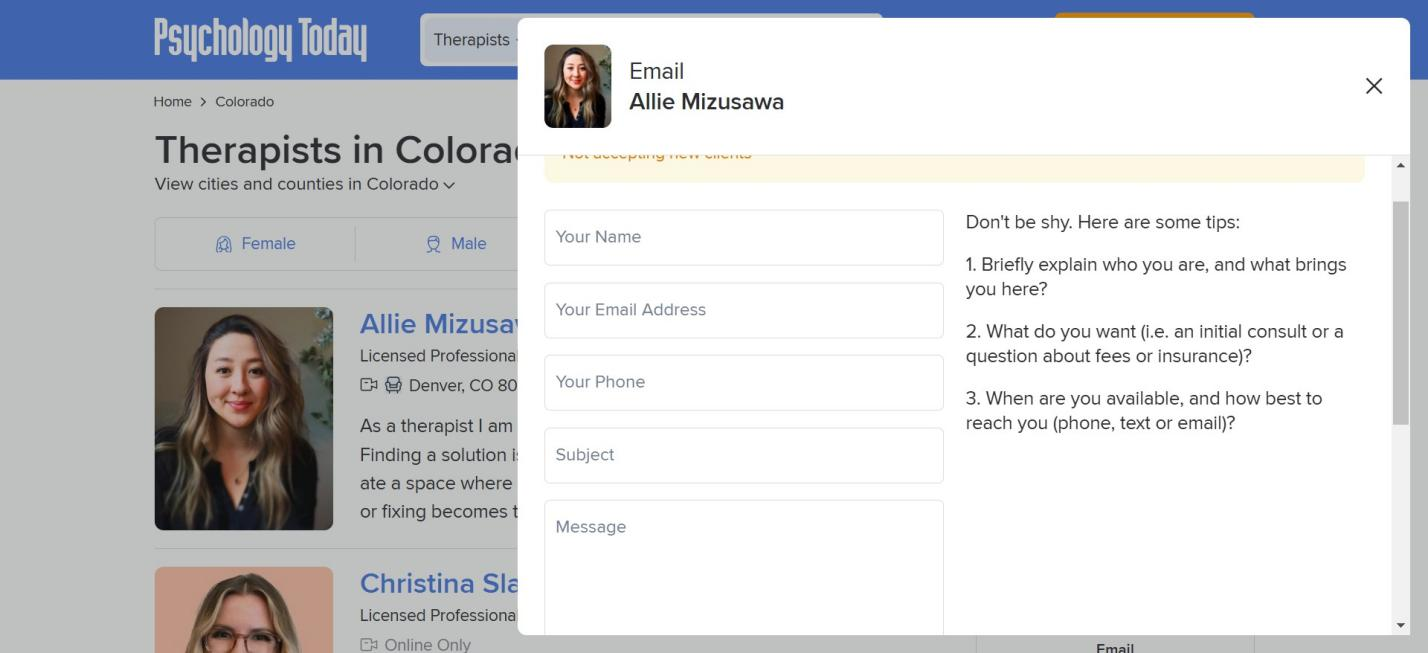 Psychology Today
Therapists
Home > Colorado
Therapists in Colora
View cities and counties in Colorado
Female
Male
Allie Mizusa
Licensed Professiona
Denver, CO 80
As a therapist I am
Finding a solution i
ate a space where
or fixing becomes t
Christina Sla
Licensed Professiona
Online Only
Email
Allie Mizusawa
Not accepting new clients
Your Name
Your Email Address
Your Phone
Subject
Message
Don't be shy. Here are some tips:
1. Briefly explain who you are, and what brings
you here?
2. What do you want (i.e. an initial consult or a
question about fees or insurance)?
3. When are you available, and how best to
reach you (phone, text or email)?
Email